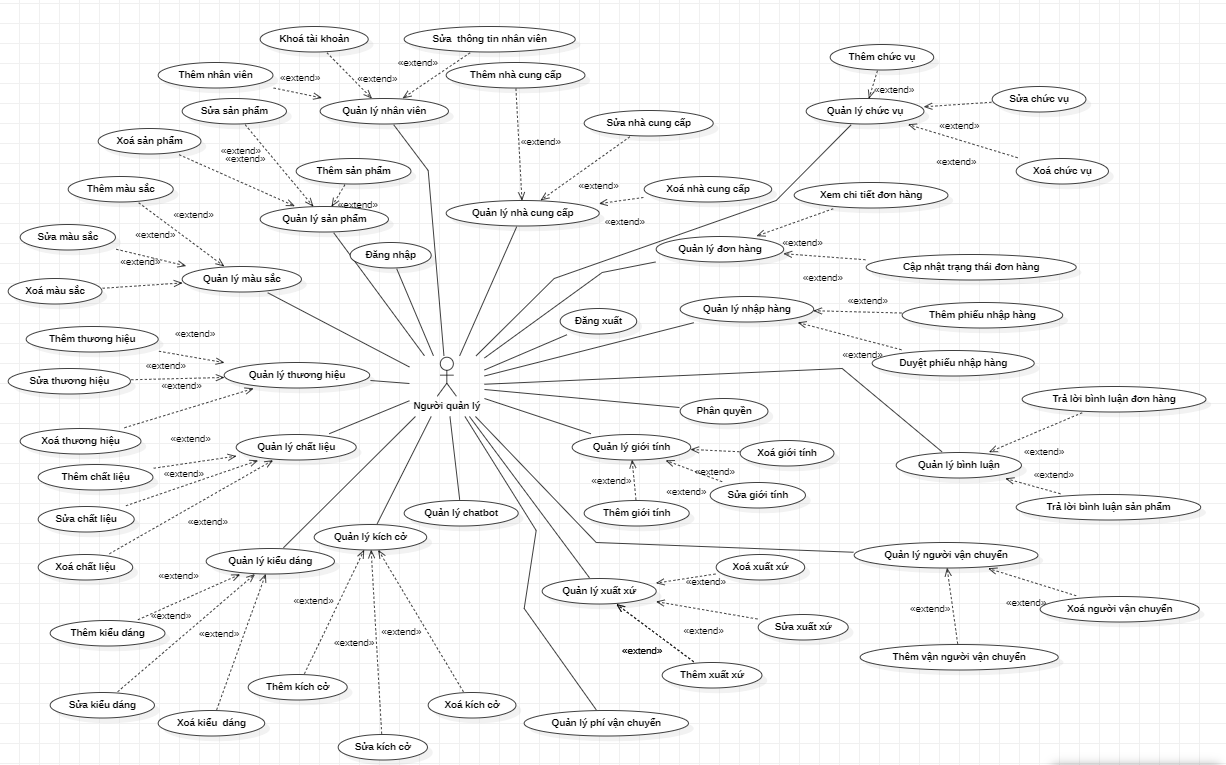 Khoá tài khoản
Sửa  thông tin nhân viên
Thêm chức vụ
«extend»
Thêm nhân viên
«extend»
«extend»
Thêm nhà cung cấp
«extend»
Sửa chức vụ
Sửa sản phẩm
Quản lý nhân viên
Quản lý chức vụ
Sửa nhà cung cấp
«extend»
Xoá sản phẩm
«extend»
«extend»
«extend»
«extend»
Thêm sản phẩm
Xoá chức vụ
Thêm màu sắc
«extend»
Xoá nhà cung cấp
Xem chi tiết đơn hàng
«extend»
«extend»
Quản lý sản phẩm
Quản lý nhà cung cấp
«extend»
Sửa màu sắc
«extend»
«extend»
Quản lý đơn hàng
Đăng nhập
«extend»
Cập nhật trạng thái đơn hàng
Quản lý màu sắc
«extend»
Xoá màu sắc
«extend»
Quản lý nhập hàng
Thêm phiếu nhập hàng
Đăng xuất
«extend»
Thêm thương hiệu
«extend»
Duyệt phiếu nhập hàng
«extend»
Quản lý thương hiệu
Sửa thương hiệu
«extend»
Trả lời bình luận đơn hàng
Người quản lý
Phân quyền
Xoá thương hiệu
«extend»
Quản lý chất liệu
Quản lý giới tính
Xoá giới tính
«extend»
Quản lý bình luận
«extend»
«extend»
«extend»
Thêm chất liệu
«extend»
«extend»
Sửa giới tính
Trả lời bình luận sản phẩm
Sửa chất liệu
«extend»
Quản lý chatbot
Thêm giới tính
Quản lý kích cở
Quản lý người vận chuyển
Xoá chất liệu
Quản lý kiểu dáng
Xoá xuất xứ
«extend»
«extend»
Quản lý xuất xứ
«extend»
«extend»
«extend»
Xoá người vận chuyển
«extend»
Thêm kiểu dáng
«extend»
«extend»
«extend»
«extend»
Sửa xuất xứ
«extend»
Thêm vận người vận chuyển
Thêm xuất xứ
Thêm kích cở
Sửa kiểu dáng
Xoá kích cở
Xoá kiểu  dáng
Quản lý phí vận chuyển
Sửa kích cở